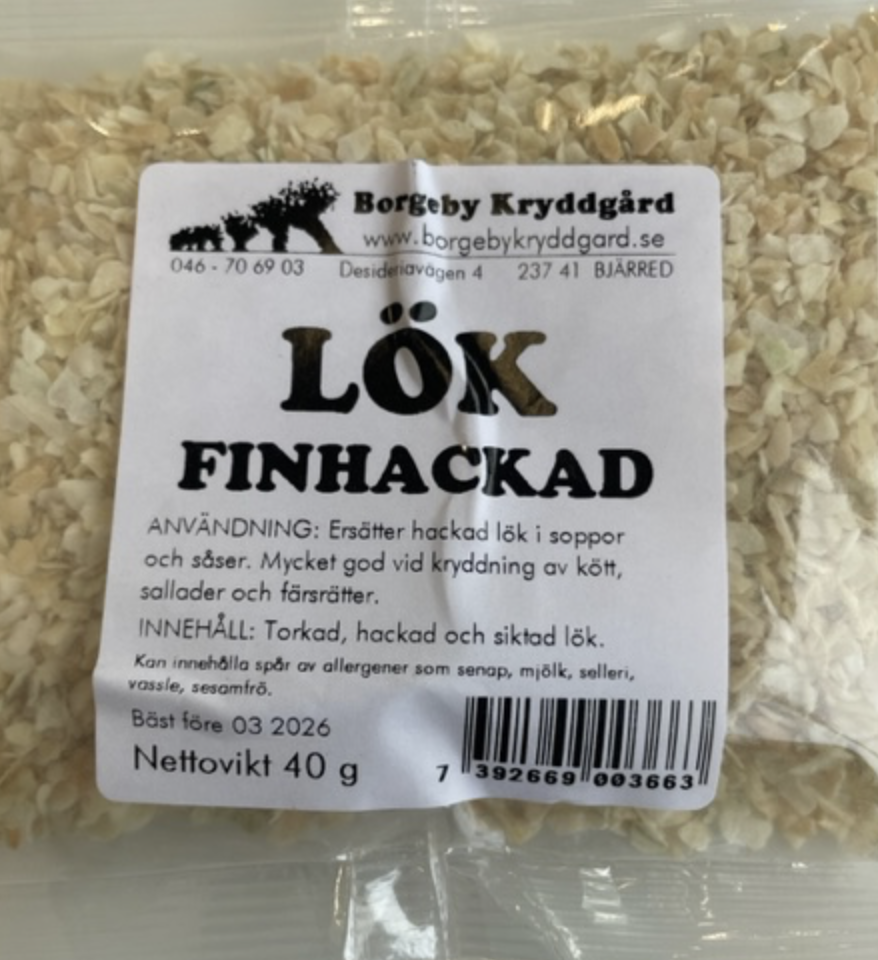 Borgeby Kryddgård
www.borgebykryddgard.se
046 - 70 69 03 Desideriavägen 4 237 41 BJÄRRED
LÖK
FINHACKAD
ANVÄNDNING: Ersätter hackad lök i soppor
och såser. Mycket god vid kryddning av kött,
sallader och färsrätter.
INNEHÅLL: Torkad, hackad och siktad lök.
Kan innehålla spår av allergener som senap, mjölk, selleri,
vassle, sesamfrö.
Bäst före 03 2026
Nettovikt 40 g
7 392669 003663